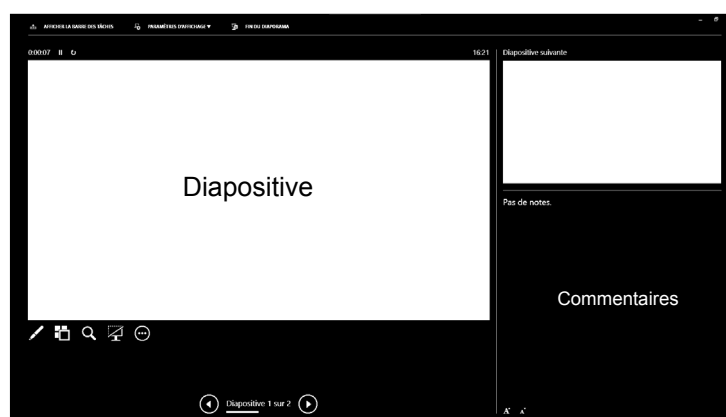 AFFICHER LA BARRE DES TÂCHES PARAMÈTRES D'AFFICHAGE ▼ FIN DU DIAPORAMA
0:00:07 16:21
Diapositive suivante
Diapositive
Pas de notes.
Commentaires
Diapositive 1 sur 2
A A